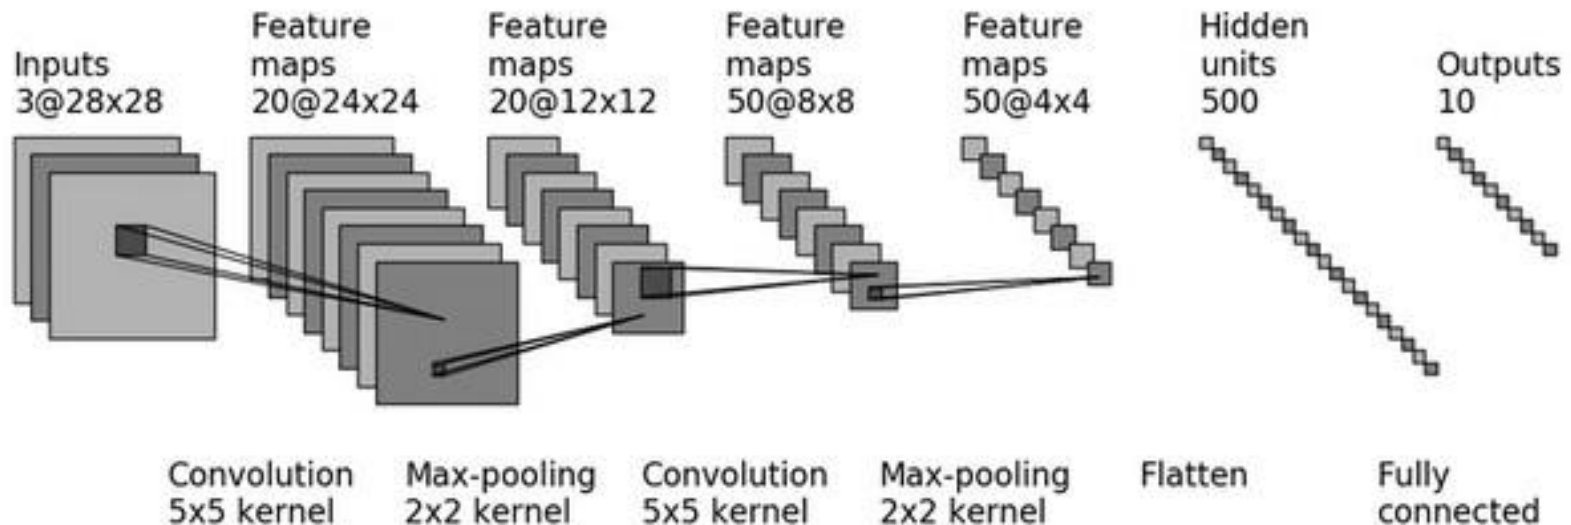 Inputs
3@28x28
Feature
maps
20@24x24
Feature
maps
20@12x12
Feature
maps
50@8x8
Feature
maps
50@4x4
Hidden
units
500
Outputs
10
Convolution
5x5 kernel
Max-pooling
2x2 kernel
Convolution
5x5 kernel
Max-pooling
2x2 kernel
Flatten
Fully
connected